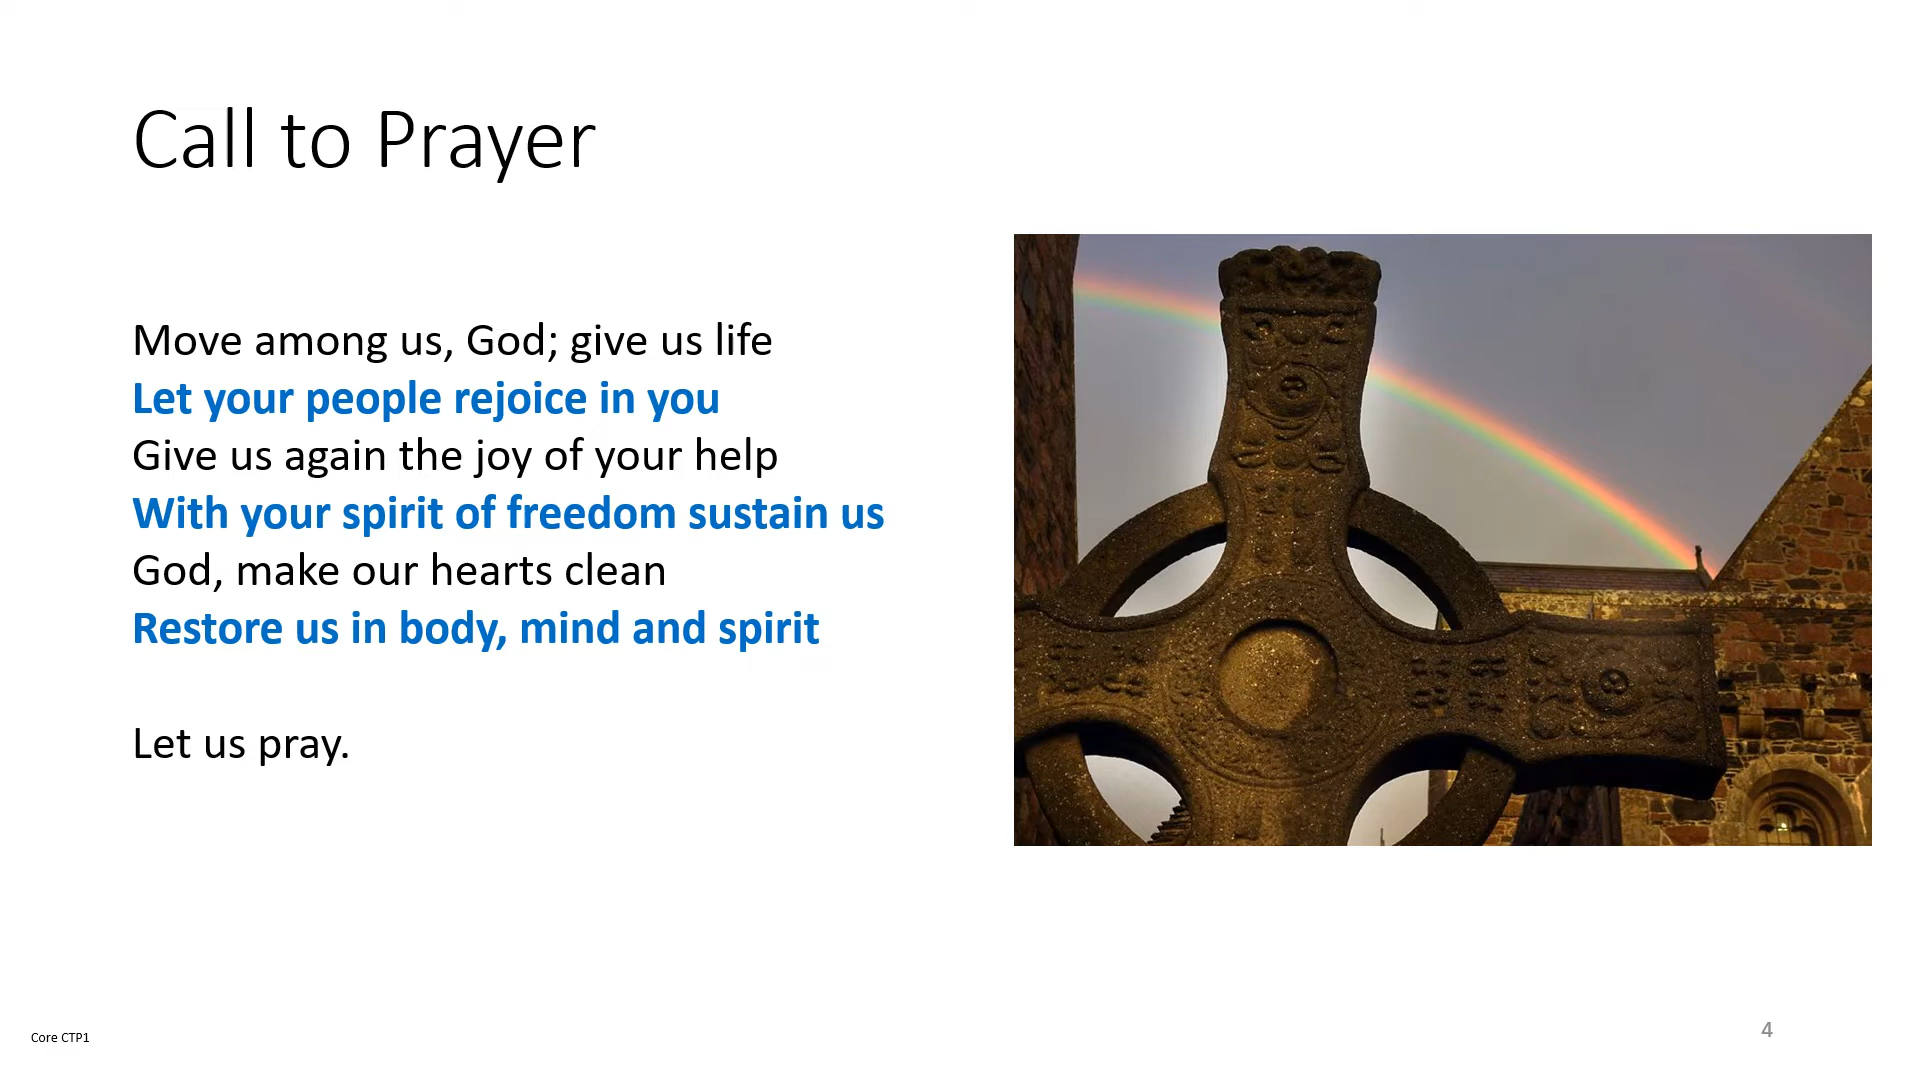 Call to Prayer
Move among us, God; give us life
Let your people rejoice in you
Give us again the joy of your help
With your spirit of freedom sustain us
God, make our hearts clean
Restore us in body, mind and spirit
Let us pray.
Core CTP1
4